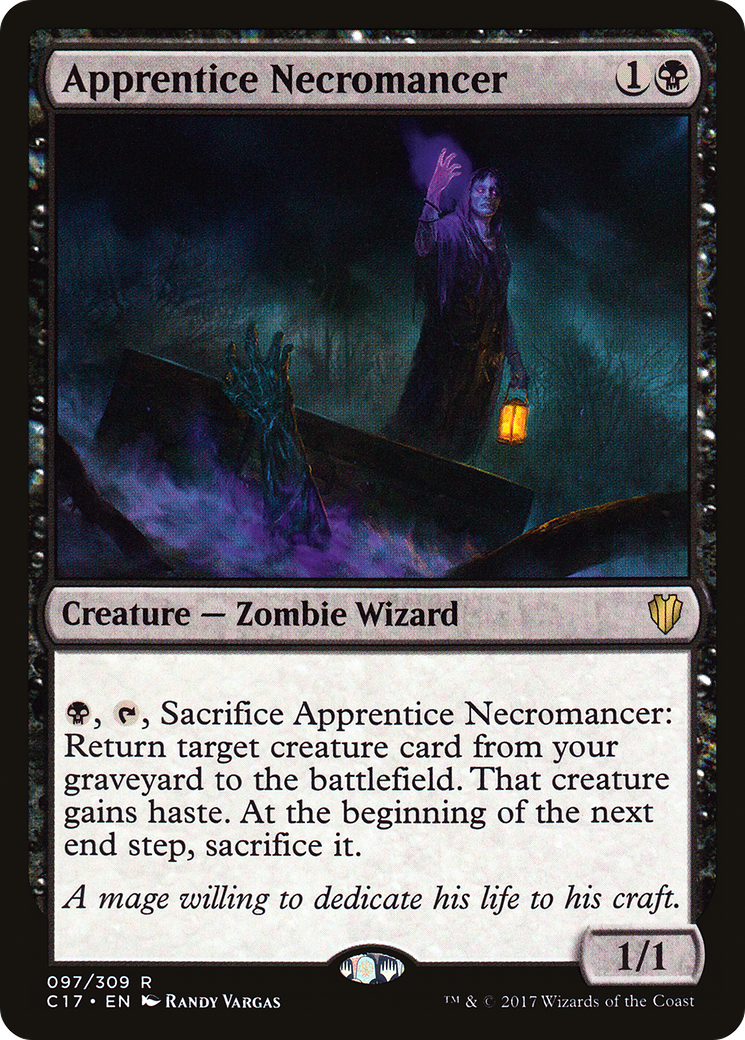 Apprentice Necromancer 1
Creature — Zombie Wizard
, , Sacrifice Apprentice Necromancer:
Return target creature card from your
graveyard to the battlefield. That creature
gains haste. At the beginning of the next
end step, sacrifice it.
A mage willing to dedicate his life to his craft.
1/1
097/309 R
C17 • EN Randy Vargas
™ & © 2017 Wizards of the Coast